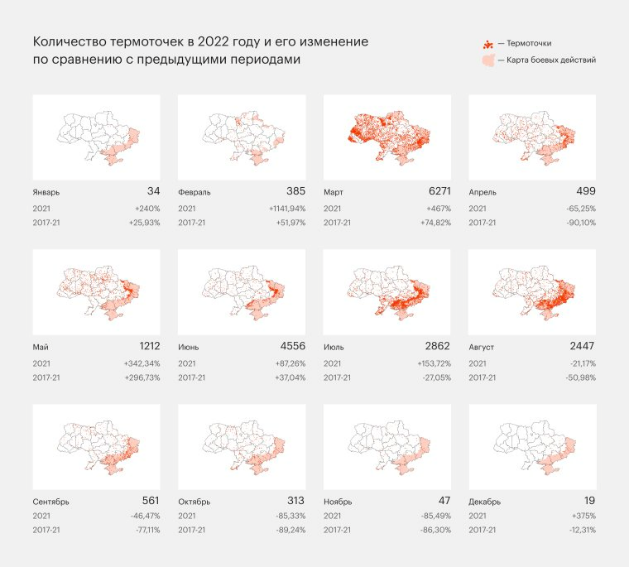 Количество термоточек в 2022 году и его изменение
по сравнению с предыдущими периодами
— Термоточки
— Карта боевых действий
Январь 34
2021 +240%
2017-21 +25,93%
Февраль 385
2021 +1141,94%
2017-21 +51,97%
Март 6271
2021 +467%
2017-21 +74,82%
Апрель 499
2021 -65,25%
2017-21 -90,10%
Май 1212
2021 +342,34%
2017-21 +296,73%
Июнь 4556
2021 +87,26%
2017-21 +37,04%
Июль 2862
2021 +153,72%
2017-21 -27,05%
Август 2447
2021 -21,17%
2017-21 -50,98%
Сентябрь 561
2021 -46,47%
2017-21 -77,11%
Октябрь 313
2021 -85,33%
2017-21 -89,24%
Ноябрь 47
2021 -85,49%
2017-21 -86,30%
Декабрь 19
2021 +375%
2017-21 -12,31%